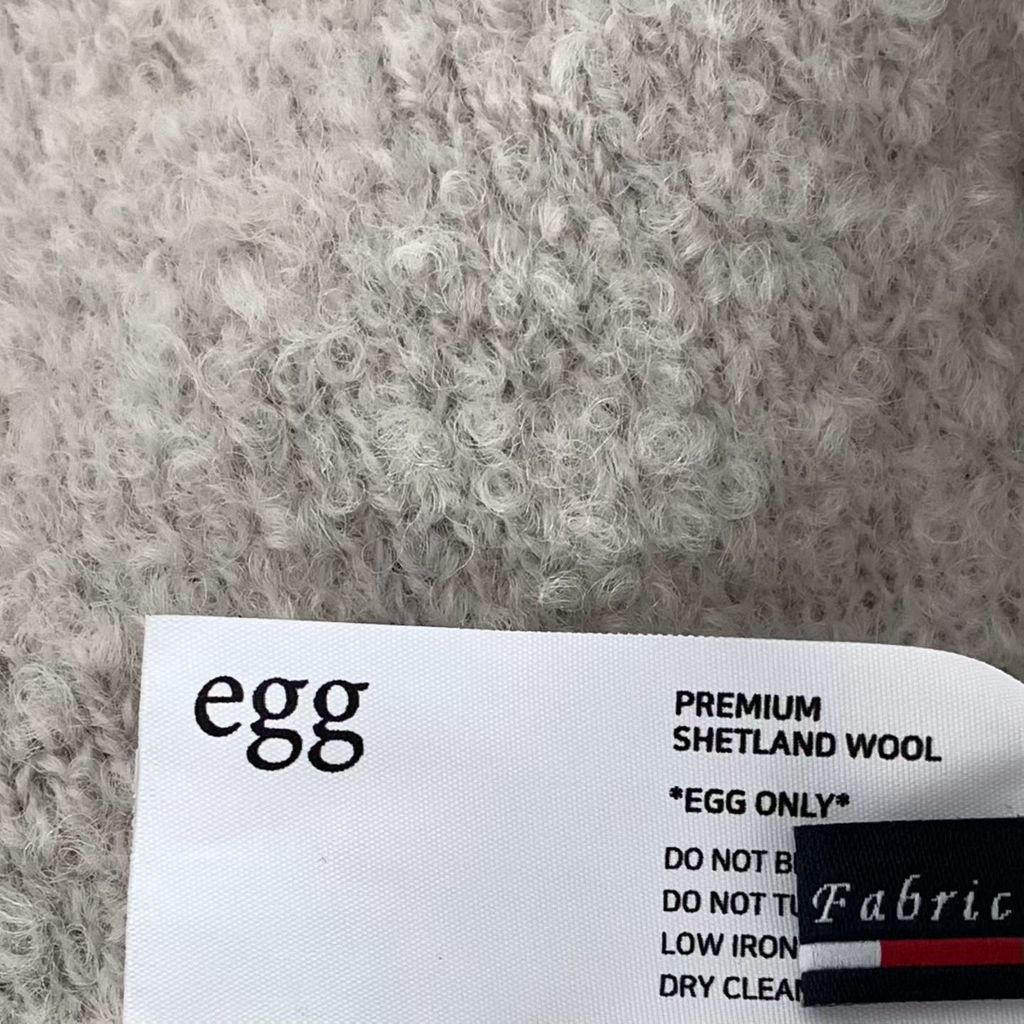 egg
PREMIUM
SHETLAND WOOL
*EGG ONLY*
DO NOT
DO NOT
LOW IRON
DRY
Fabric